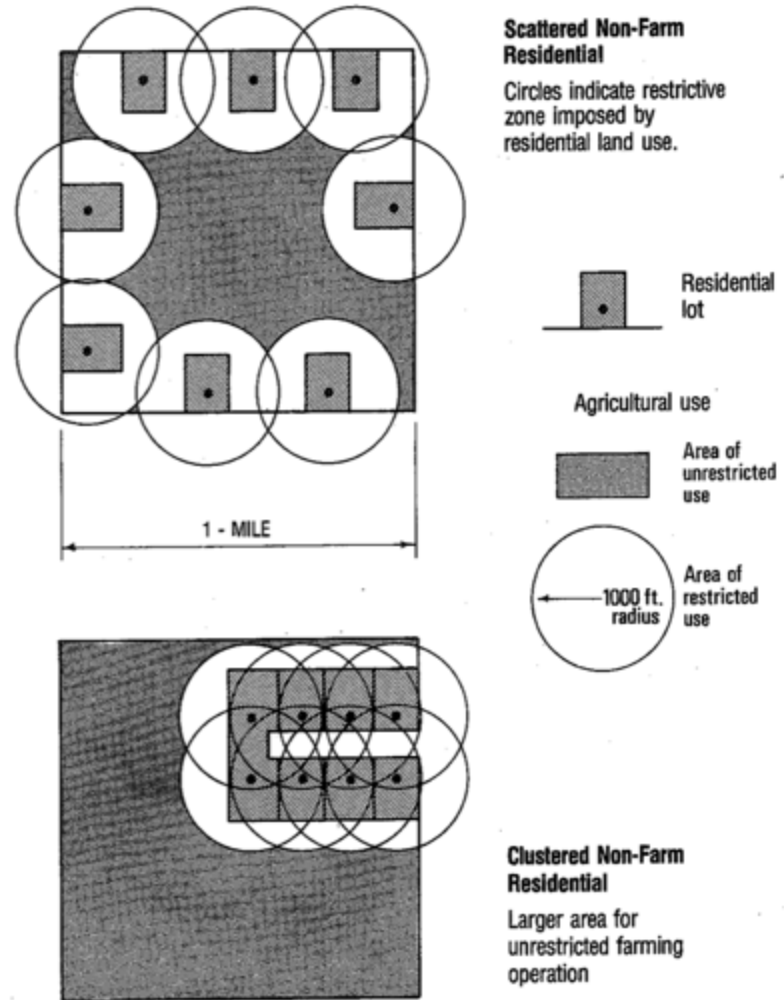 Scattered Non-Farm
Residential
Circles indicate restrictive
zone imposed by
residential land use.
Residential
lot
Agricultural use
Area of
unrestricted
use
1 - MILE
1000 ft.
radius
Area of
restricted
use
Clustered Non-Farm
Residential
Larger area for
unrestricted farming
operation